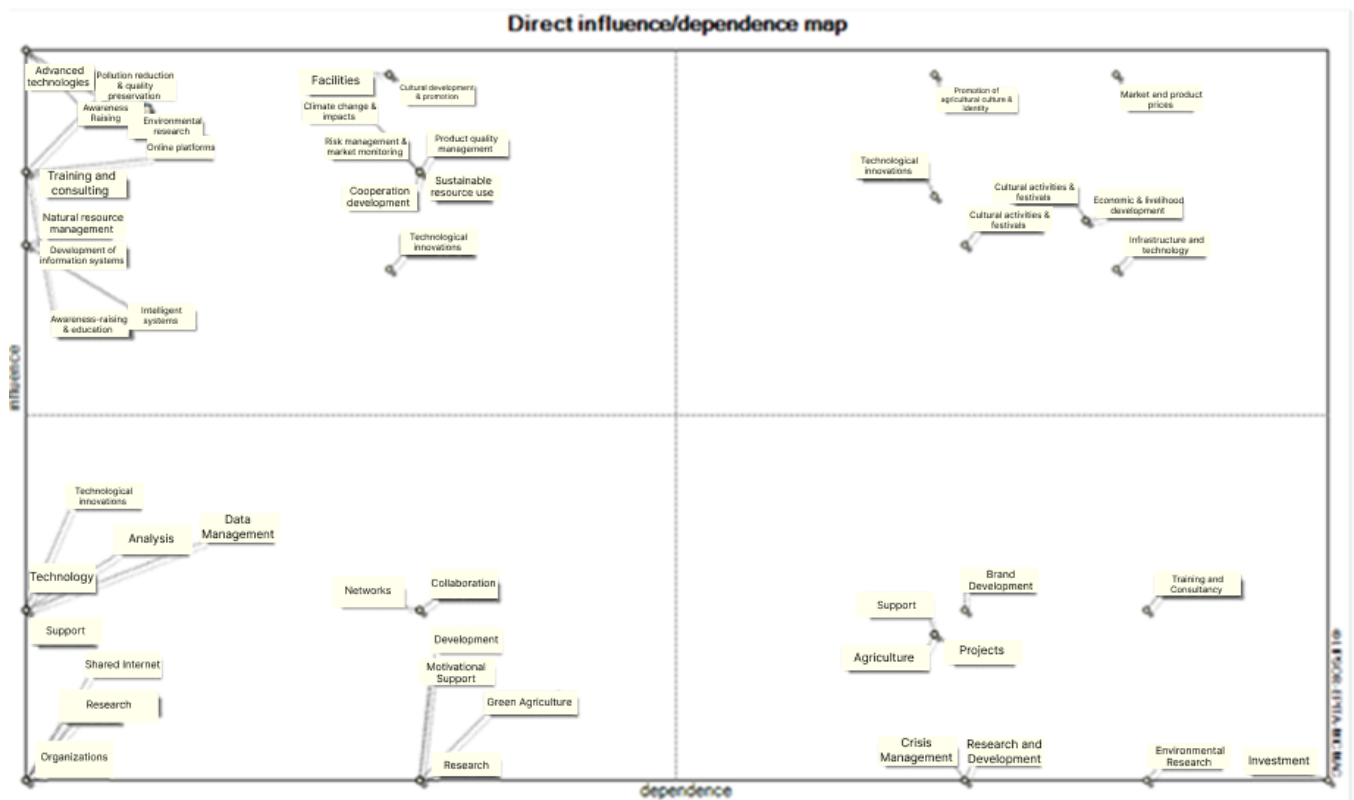 Direct influence/dependence map
Advanced
technologies
Pollution reduction
& quality
preservation
Awareness
Raising
Environmental
research
Online platforms
Training and
consulting
Natural resource
management
Development of
information systems
Awareness-raising
& education
Intelligent
systems
Facilities
Cultural development
& promotion
Climate change &
impacts
Risk management &
market monitoring
Product quality
management
Cooperation
development
Sustainable
resource use
Technological
innovations
Promotion of
agricultural culture &
Identity
Market and product
prices
Technological
innovations
Cultural activities &
festivals
Economic & livelihood
development
Cultural activities &
festivals
Infrastructure and
technology
influence
Technological
innovations
Analysis
Data
Management
Technology
Support
Shared Internet
Research
Organizations
Networks
Collaboration
Development
Motivational
Support
Green Agriculture
Research
Brand
Development
Training and
Consultancy
Support
Agriculture
Projects
Crisis
Management
Research and
Development
Environmental
Research
Investment
dependence
© LIPSOR-EPITA-MICMAC